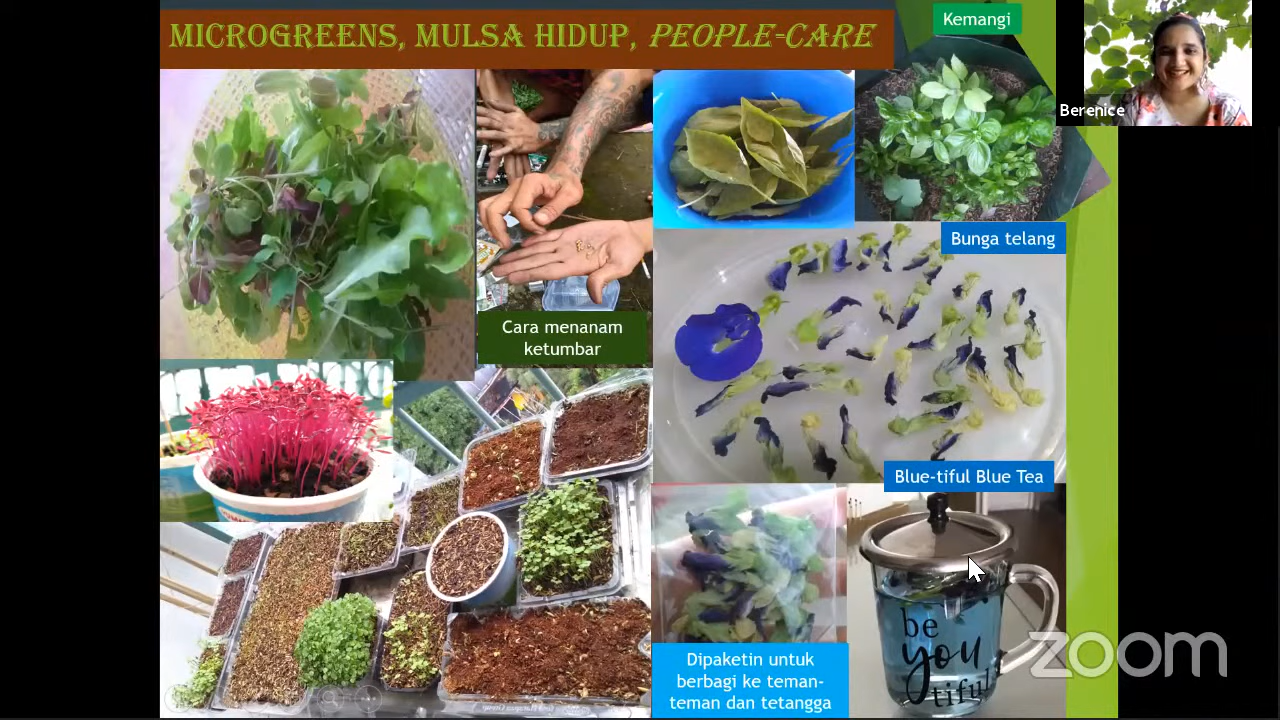 MICROGREENS, MULSA HIDUP, PEOPLE-CARE
Kemangi
Berenice
Bunga telang
Cara menanam
ketumbar
Blue-tiful Blue Tea
be
you
tiful
Dipaketin untuk
berbagi ke teman-
teman dan tetangga
zoom